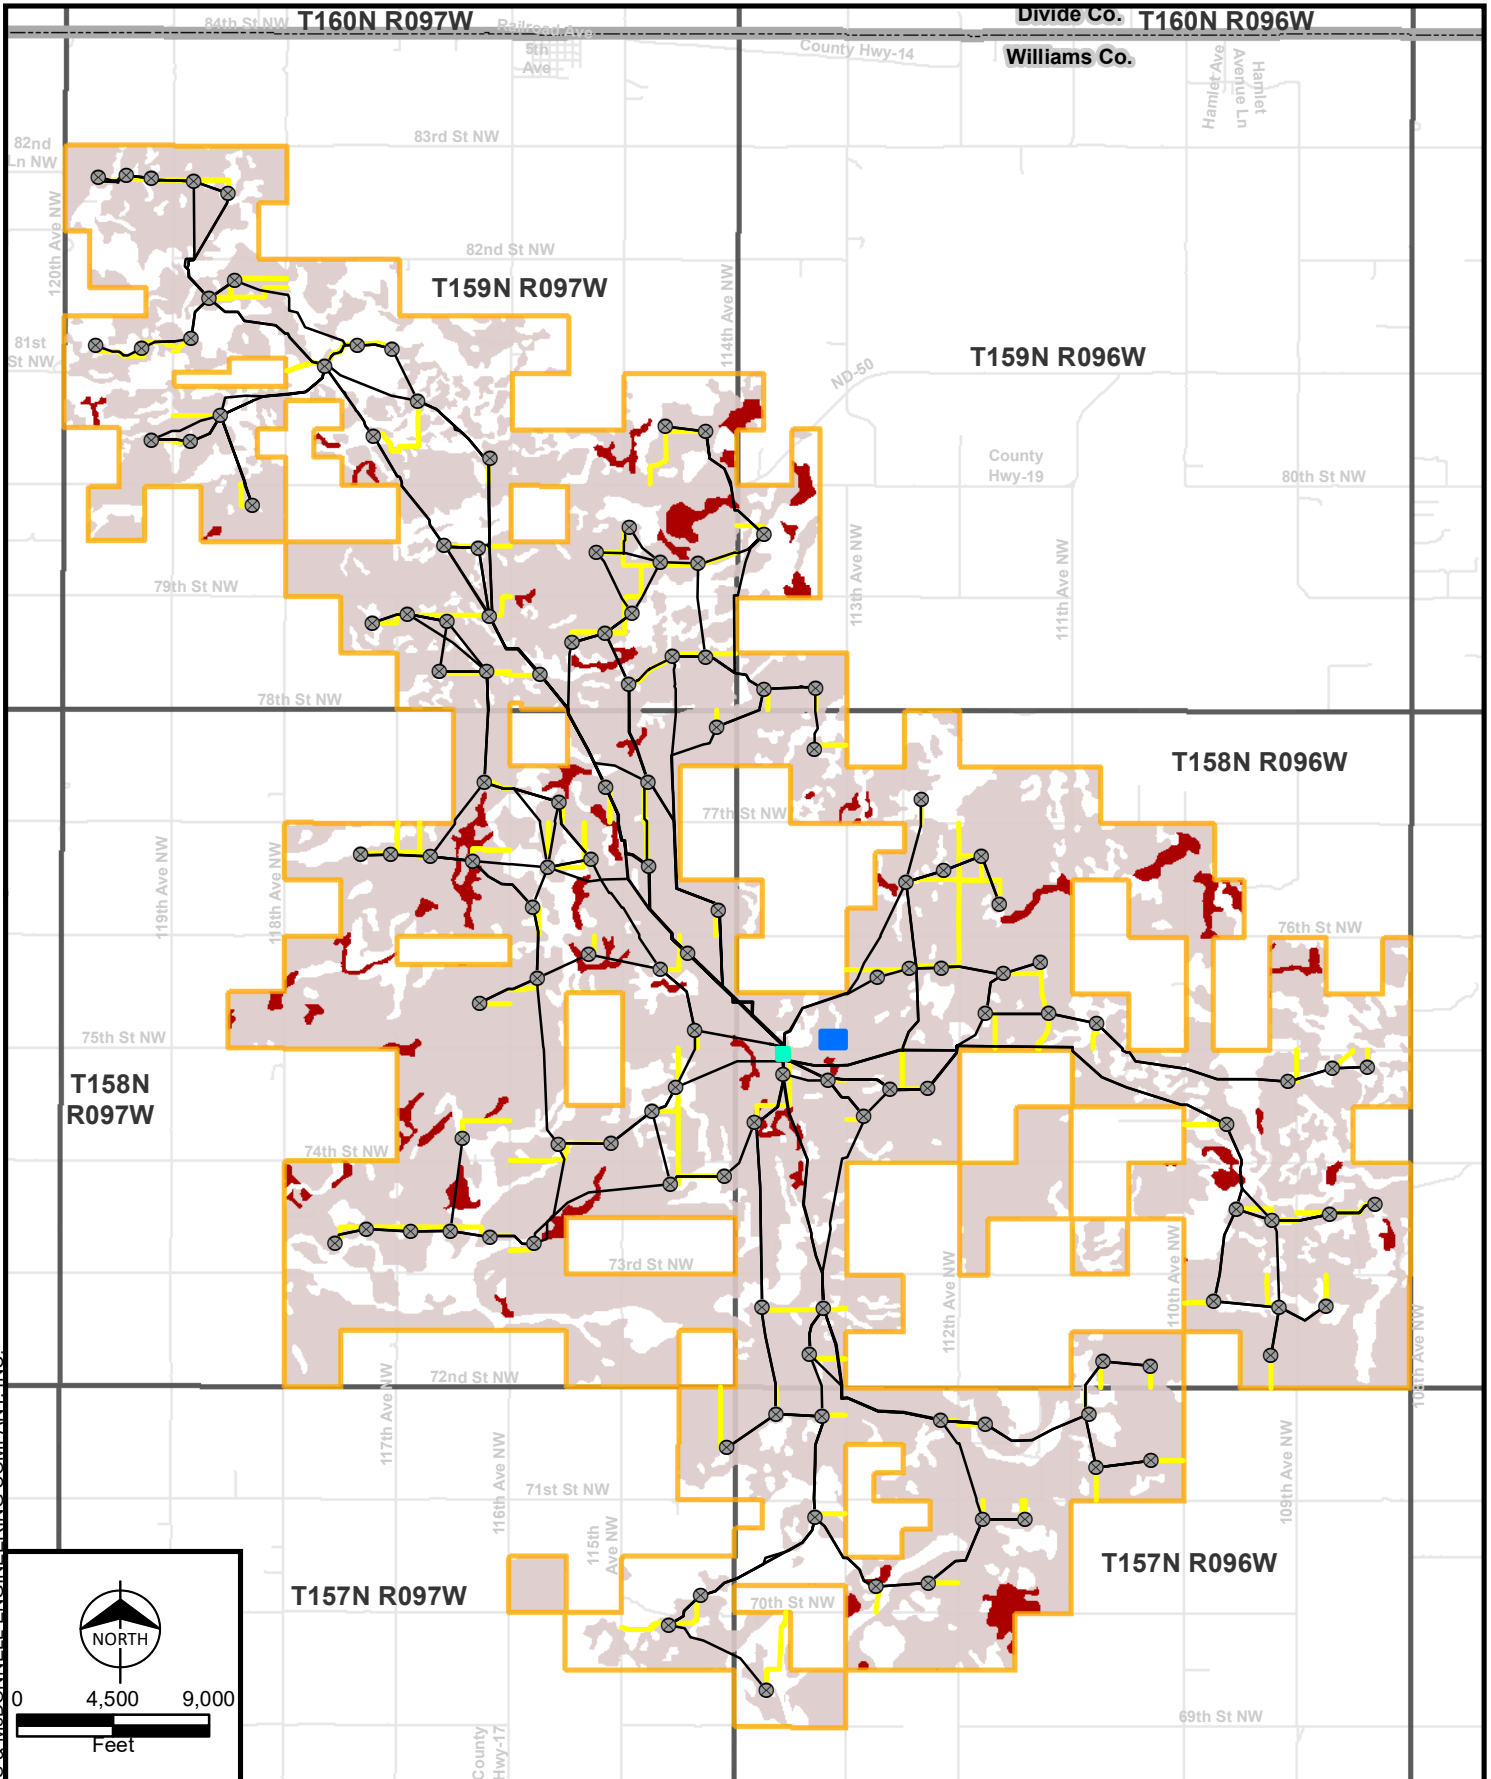 84th St NW
T160N R097W
Railroad Ave
5th
Ave
Divide Co.
T160N R096W
County Hwy-14
Williams Co.
Hamlet Ave
Hamlet
Avenue Ln
82nd
Ln NW
83rd St NW
120th Ave NW
82nd St NW
T159N R097W
114th Ave NW
81st
St NW
T159N R096W
ND-50
County
Hwy-19
80th St NW
79th St NW
113th Ave NW
111th Ave NW
78th St NW
T158N R096W
77th St NW
119th Ave NW
118th Ave NW
76th St NW
75th St NW
T158N
R097W
74th St NW
73rd St NW
110th Ave NW
112th Ave NW
108th Ave NW
72nd St NW
117th Ave NW
116th Ave NW
71st St NW
109th Ave NW
115th
Ave NW
T157N R096W
T157N R097W
70th St NW
NORTH
0 4,500 9,000
Feet
69th St NW
County
Hwy-17